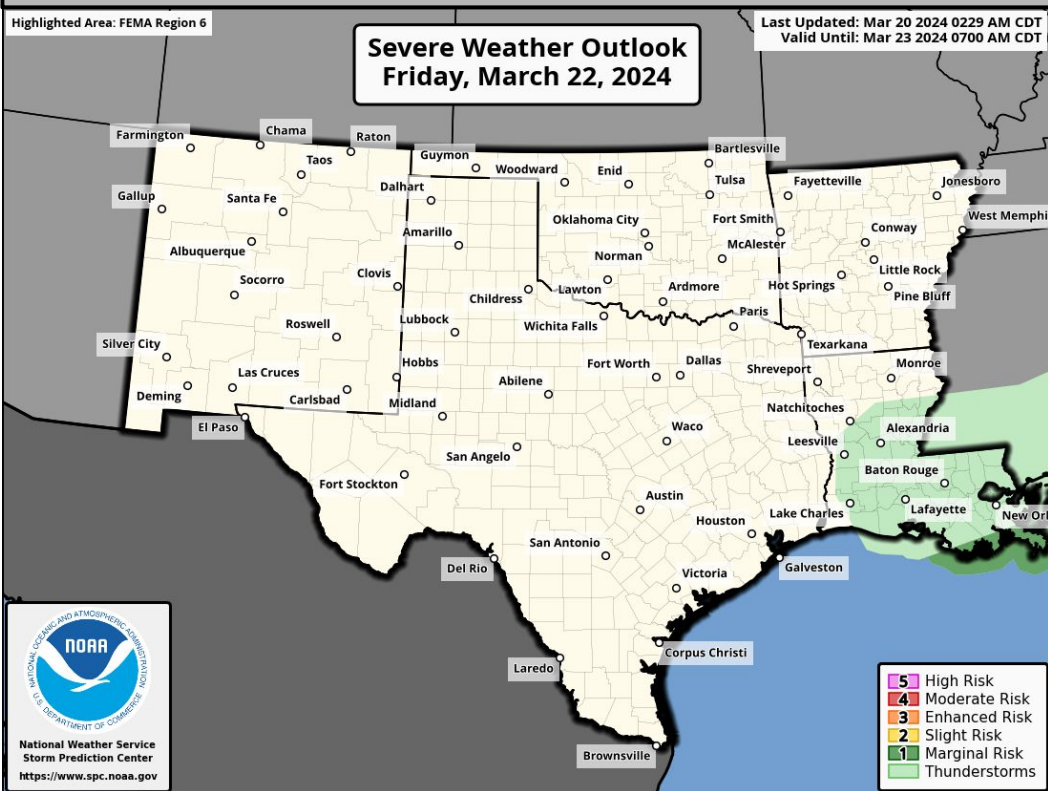 Highlighted Area: FEMA Region 6
Last Updated: Mar 20 2024 0229 AM CDT
Valid Until: Mar 23 2024 0700 AM CDT
Severe Weather Outlook
Friday, March 22, 2024
Farmington
Chama
Raton
Taos
Guymon
Woodward
Enid
Bartlesville
Tulsa
Fayetteville
Jonesboro
Gallup
Santa Fe
Dalhart
Oklahoma City
Fort Smith
West Memphi
Conway
Amarillo
McAlester
Albuquerque
Norman
Little Rock
Socorro
Clovis
Childress
Lawton
Ardmore
Hot Springs
Pine Bluff
Roswell
Lubbock
Wichita Falls
Paris
Texarkana
Silver City
Hobbs
Fort Worth
Dallas
Shreveport
Monroe
Las Cruces
Abilene
Deming
Carlsbad
Midland
Natchitoches
El Paso
Waco
Leesville
Alexandria
San Angelo
Baton Rouge
Fort Stockton
Austin
Houston
Lake Charles
Lafayette
New Orl
San Antonio
Del Rio
Galveston
Victoria
Corpus Christi
Laredo
Brownsville
NATIONAL OCEANIC AND ATMOSPHERIC ADMINISTRATION
NOAA
U.S. DEPARTMENT OF COMMERCE
National Weather Service
Storm Prediction Center
https://www.spc.noaa.gov
5 High Risk
4 Moderate Risk
3 Enhanced Risk
2 Slight Risk
1 Marginal Risk
Thunderstorms